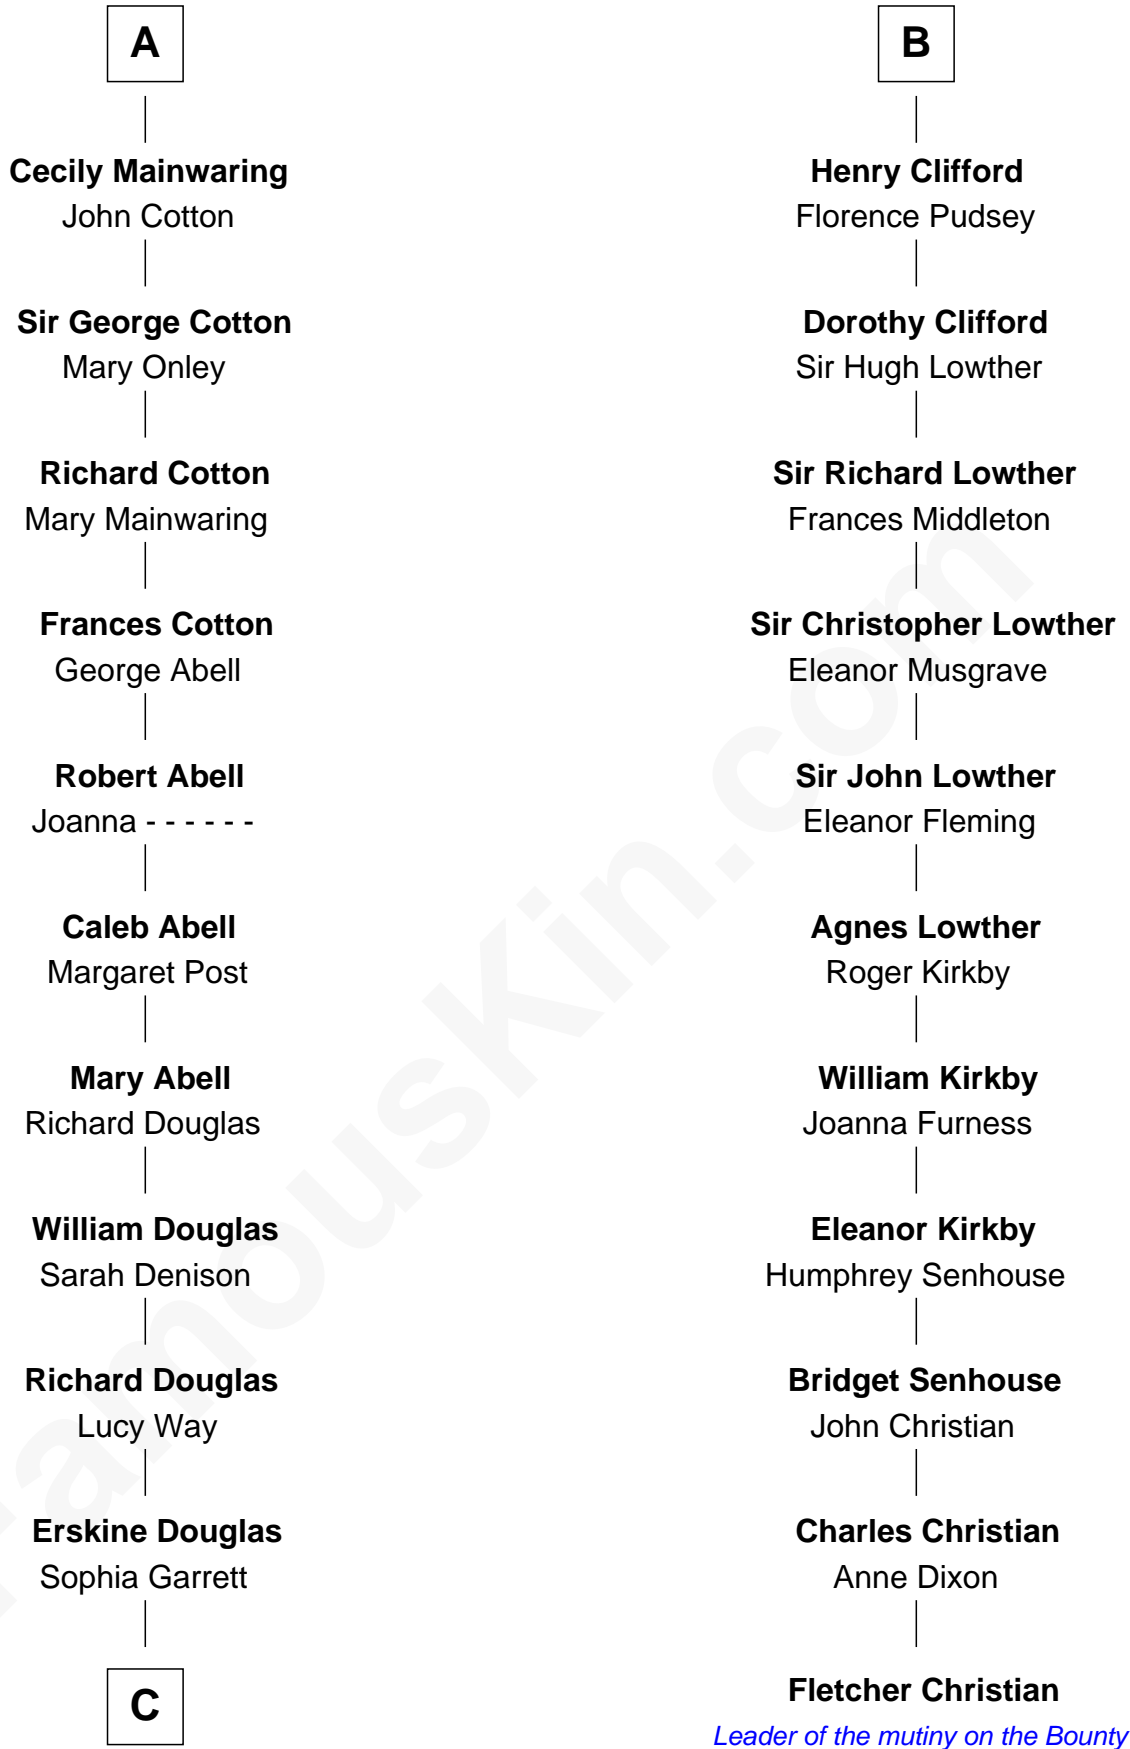 A
Cecily Mainwaring
John Cotton
Sir George Cotton
Mary Onley
Richard Cotton
Mary Mainwaring
Frances Cotton
George Abell
Robert Abell
Joanna - - - - - -
Caleb Abell
Margaret Post
Mary Abell
Richard Douglas
William Douglas
Sarah Denison
Richard Douglas
Lucy Way
Erskine Douglas
Sophia Garrett
C
B
Henry Clifford
Florence Pudsey
Dorothy Clifford
Sir Hugh Lowther
Sir Richard Lowther
Frances Middleton
Sir Christopher Lowther
Eleanor Musgrave
Sir John Lowther
Eleanor Fleming
Agnes Lowther
Roger Kirkby
William Kirkby
Joanna Furness
Eleanor Kirkby
Humphrey Senhouse
Bridget Senhouse
John Christian
Charles Christian
Anne Dixon
Fletcher Christian
Leader of the mutiny on the Bounty
FamousKin.com